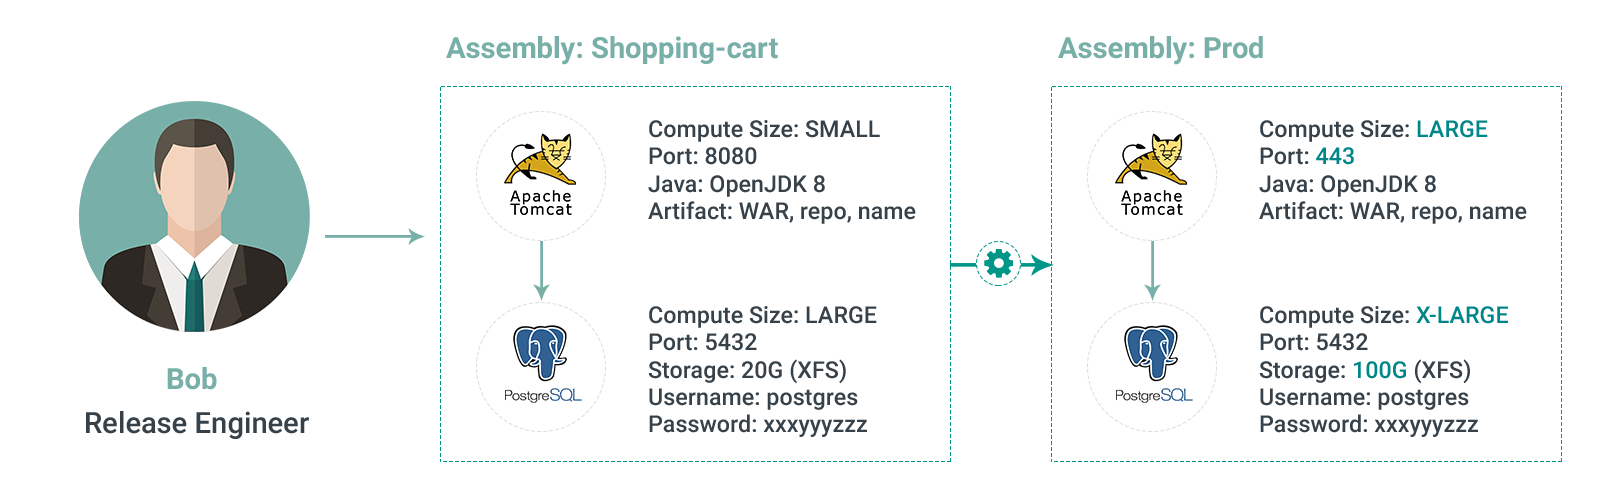 Assembly: Shopping-cart
Assembly: Prod
Bob
Release Engineer
Apache
Tomcat
Compute Size: SMALL
Port: 8080
Java: OpenJDK 8
Artifact: WAR, repo, name
PostgreSQL
Compute Size: LARGE
Port: 5432
Storage: 20G (XFS)
Username: postgres
Password: xxxyyyzzz
Apache
Tomcat
Compute Size: LARGE
Port: 443
Java: OpenJDK 8
Artifact: WAR, repo, name
PostgreSQL
Compute Size: X-LARGE
Port: 5432
Storage: 100G (XFS)
Username: postgres
Password: xxxyyyzzz